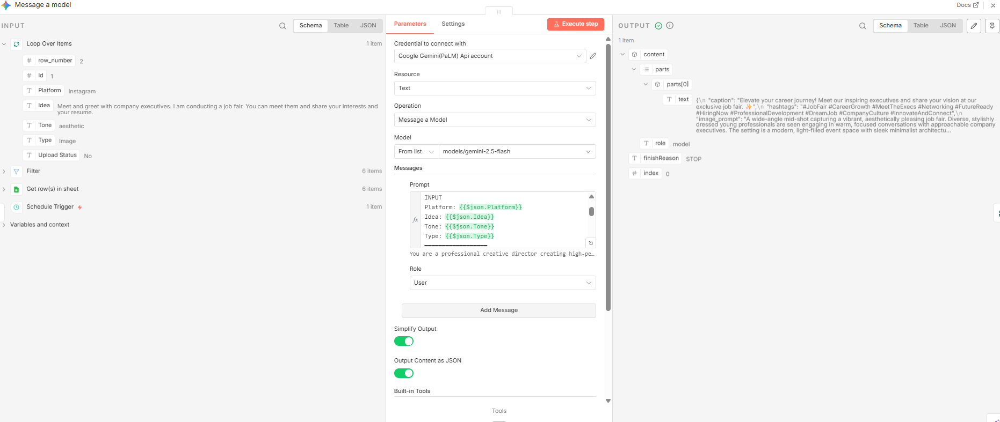 Message a model
Docs
INPUT
Schema
Table
JSON
Loop Over Items
1 item
# row_number 2
# Id 1
T Platform Instagram
T Idea Meet and greet with company executives. I am conducting a job fair. You can meet them and share your interests and
your resume.
T Tone aesthetic
T Type Image
T Upload Status No
Filter
6 items
Get row(s) in sheet
6 items
Schedule Trigger
1 item
Variables and context
Parameters
Settings
Execute step
Credential to connect with
Google Gemini(PaLM) Api account
Resource
Text
Operation
Message a Model
Model
From list
models/gemini-2.5-flash
Messages
Prompt
fx
INPUT
Platform: {{$json.Platform}}
Idea: {{$json.Idea}}
Tone: {{$json.Tone}}
Type: {{$json.Type}}
You are a professional creative director creating high-pe…
Role
User
Add Message
Simplify Output
Output Content as JSON
Built-in Tools
Tools
OUTPUT
Schema
Table
JSON
1 item
content
parts
parts[0]
T text {\n "caption": "Elevate your career journey! Meet our inspiring executives and share your vision at our
exclusive job fair. ✨",\n "hashtags": "#JobFair #CareerGrowth #MeetTheExecs #Networking #FutureReady
#HiringNow #ProfessionalDevelopment #DreamJob #CompanyCulture #InnovateAndConnect",\n
"image_prompt": "A wide-angle mid-shot capturing a vibrant, aesthetically pleasing job fair. Diverse, stylishly
dressed young professionals are seen engaging in warm, focused conversations with approachable company
executives. The setting is a modern, light-filled event space with sleek minimalist architectu...
T role model
T finishReason STOP
# index 0